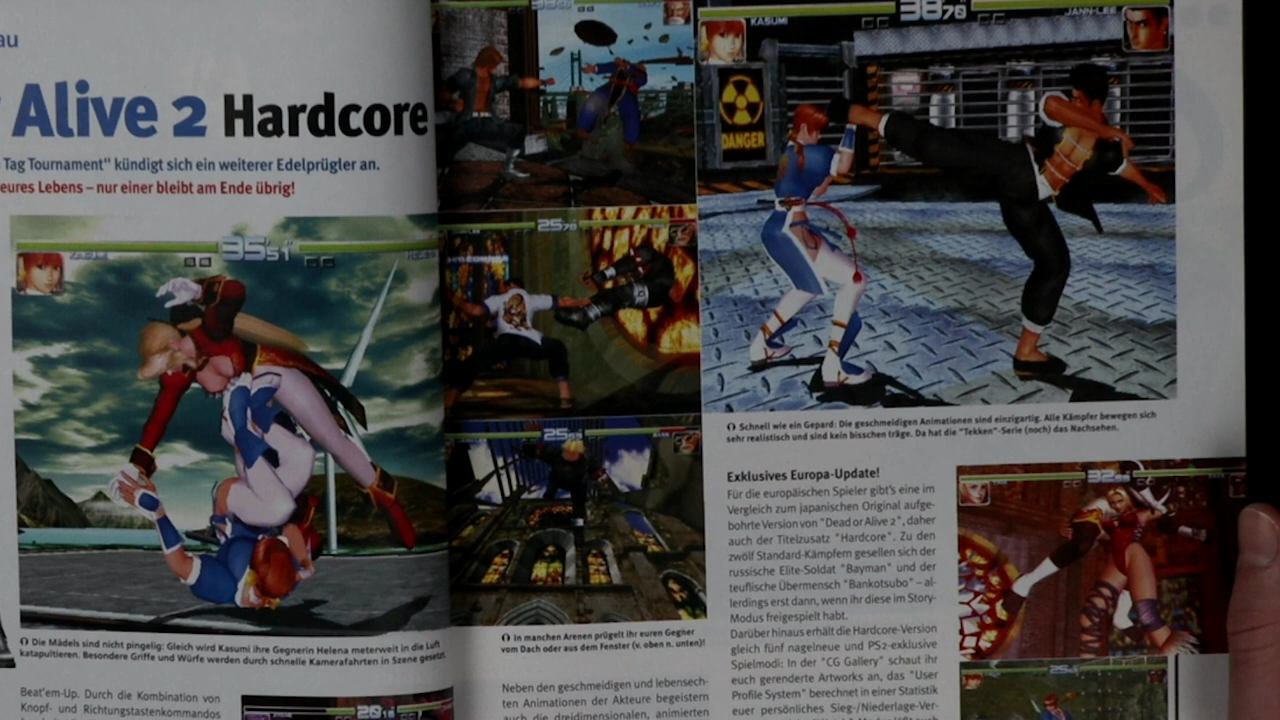 au
Alive 2 Hardcore
Tag Tournament“ kündigt sich ein weiterer Edelprügler an.
eures Lebens – nur einer bleibt am Ende übrig!
KASUMI
35"51
Die Mädels sind nicht pingelig: Gleich wird Kasumi ihre Gegnerin Helena meterweit in die Luft
katapultieren. Besondere Griffe und Würfe werden durch schnelle Kamerafahrten in Szene gesetzt.
Beat'em-Up. Durch die Kombination von
Knopf- und Richtungstastenkommandos
In manchen Arenen prügelt ihr euren Gegner
vom Dach oder aus dem Fenster (v. oben n. unten)!
Neben den geschmeidigen und lebensech-
ten Animationen der Akteure begeistern
auch die dreidimensionalen, animierten
KASUMI
38"70
JANN-LEE
DANGER
Schnell wie ein Gepard: Die geschmeidigen Animationen sind einzigartig. Alle Kämpfer bewegen sich
sehr realistisch und sind kein bisschen träge. Da hat die "Tekken"-Serie (noch) das Nachsehen.
Exklusives Europa-Update!
Für die europäischen Spieler gibt's eine im
Vergleich zum japanischen Original aufge-
bohrte Version von "Dead or Alive 2", daher
auch der Titelzusatz "Hardcore". Zu den
zwölf Standard-Kämpfern gesellen sich der
russische Elite-Soldat "Bayman" und der
teuflische Übermensch "Bankotsubo" – al-
lerdings erst dann, wenn ihr diese im Story-
Modus freigespielt habt.
Darüber hinaus erhält die Hardcore-Version
gleich fünf nagelneue und PS2-exklusive
Spielmodi: In der "CG Gallery" schaut ihr
euch gerenderte Artworks an, das "User
Profile System" berechnet in einer Statistik
euer persönliches Sieg-/Niederlage-Ver-